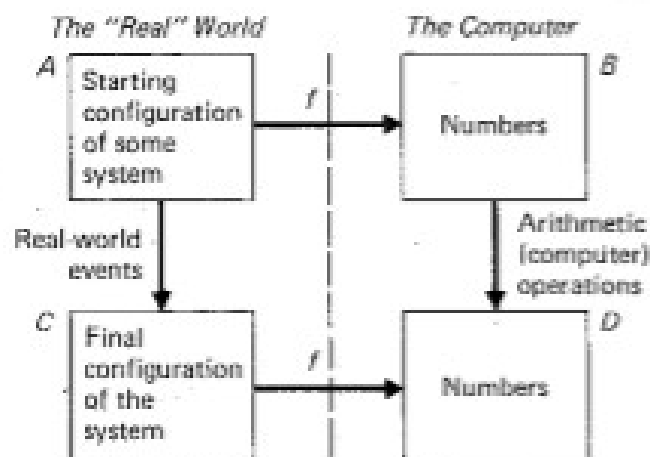 The "Real" World
The Computer
A
Starting
configuration
of some
system
f
B
Numbers
Real-world
events
Arithmetic
(computer)
operations
C
Final
configuration
of the
system
f
D
Numbers